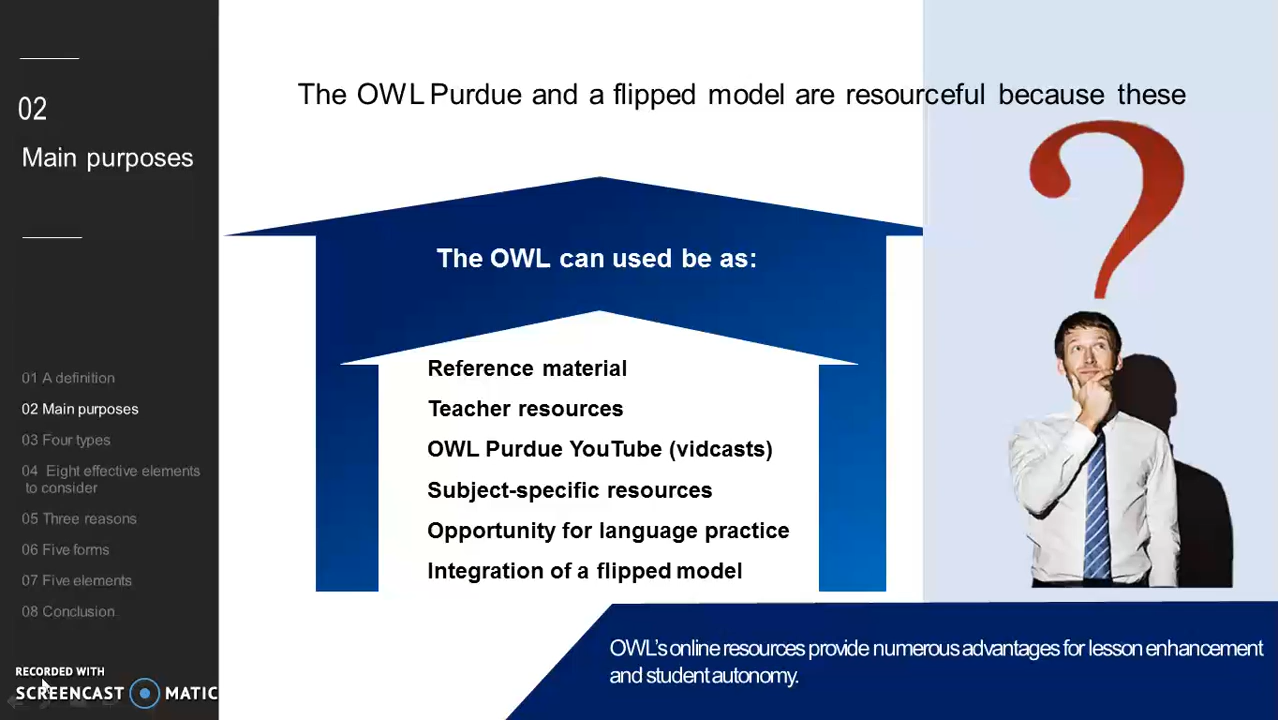 02
Main purposes
01 A definition
02 Main purposes
03 Four types
04 Eight effective elements
to consider
05 Three reasons
06 Five forms
07 Five elements
08 Conclusion
RECORDED WITH
SCREENCAST MATIC
The OWL Purdue and a flipped model are resourceful because these
The OWL can used be as:
Reference material
Teacher resources
OWL Purdue YouTube (vidcasts)
Subject-specific resources
Opportunity for language practice
Integration of a flipped model
OWL's online resources provide numerous advantages for lesson enhancement
and student autonomy.